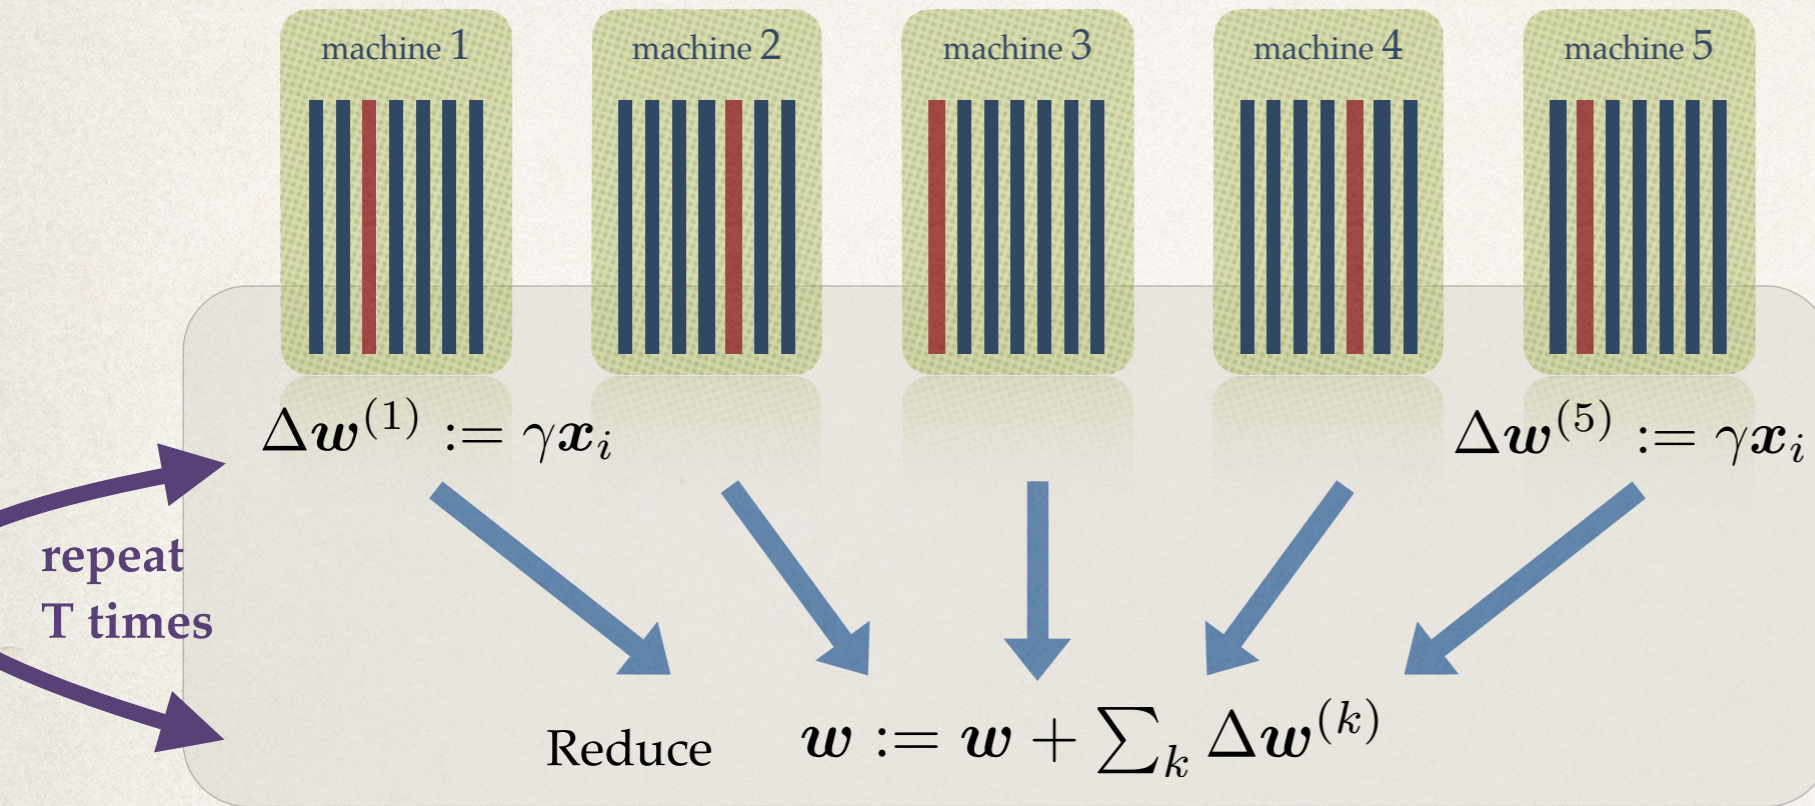 machine 1
machine 2
machine 3
machine 4
machine 5
Δw^(1) := γx_i
Δw^(5) := γx_i
repeat
T times
Reduce w := w + ∑_k Δw^(k)